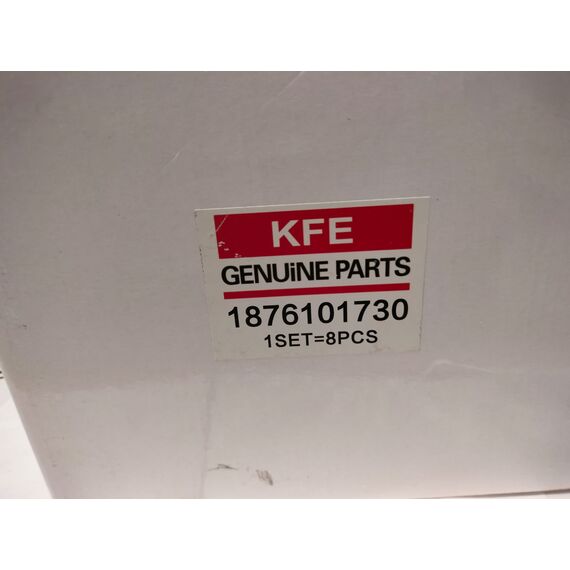 KFE
GENUiNE PARTS
1876101730
1SET=8PCS